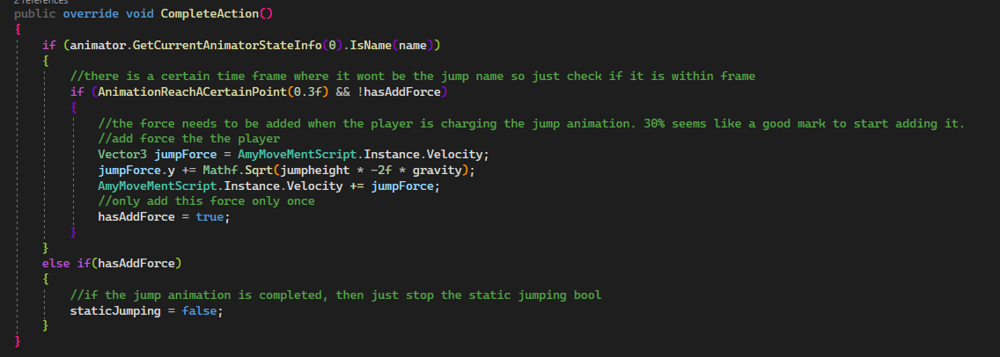 2 references
public override void CompleteAction()
{
if (animator.GetCurrentAnimatorStateInfo(0).IsName(name))
{
//there is a certain time frame where it wont be the jump name so just check if it is within frame
if (AnimationReachACertainPoint(0.3f) && !hasAddForce)
{
//the force needs to be added when the player is charging the jump animation. 30% seems like a good mark to start adding it.
//add force the the player
Vector3 jumpForce = AmyMoveMentScript.Instance.Velocity;
jumpForce.y += Mathf.Sqrt(jumpheight * -2f * gravity);
AmyMoveMentScript.Instance.Velocity += jumpForce;
//only add this force only once
hasAddForce = true;
}
}
else if(hasAddForce)
{
//if the jump animation is completed, then just stop the static jumping bool
staticJumping = false;
}
}